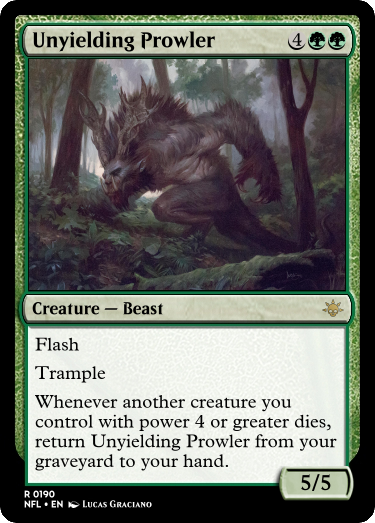 Unyielding Prowler 4
Creature — Beast
Flash
Trample
Whenever another creature you
control with power 4 or greater dies,
return Unyielding Prowler from your
graveyard to your hand.
5/5
R 0190
NFL • EN Lucas Graciano